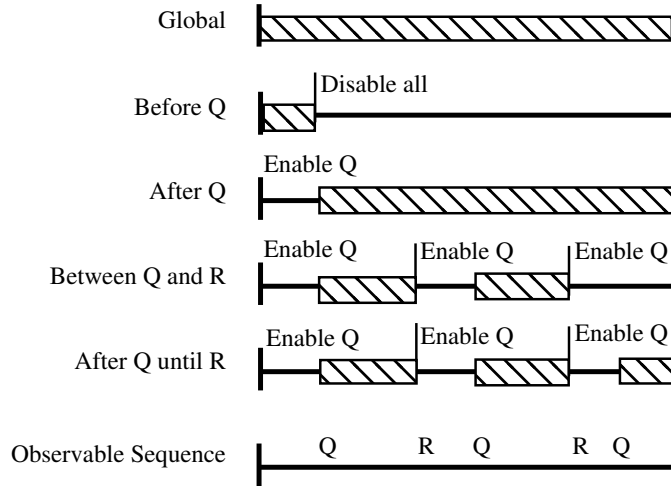 Global
Before Q
Disable all
After Q
Enable Q
Between Q and R
Enable Q
Enable Q
Enable Q
After Q until R
Enable Q
Enable Q
Enable Q
Observable Sequence
Q R Q R Q